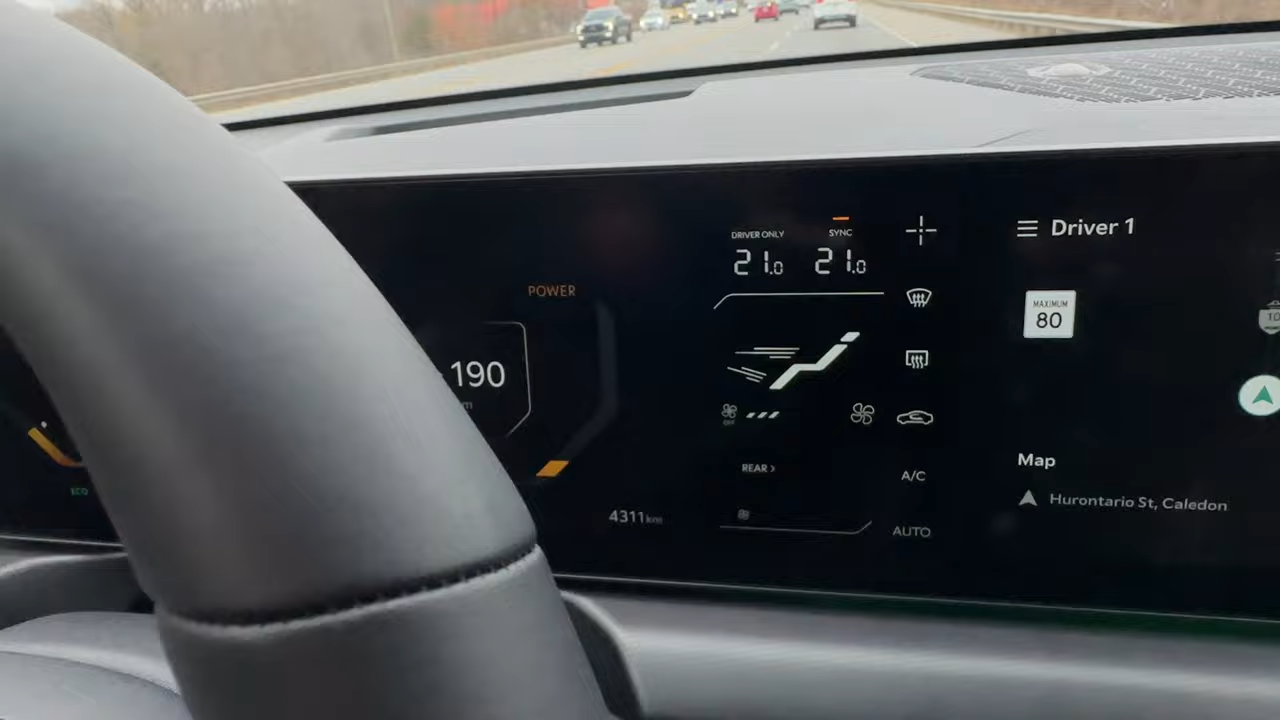 DRIVER ONLY
SYNC
21.0
21.0
Driver 1
POWER
MAXIMUM
80
190
REAR >
Map
A/C
ECO
Hurontario St, Caledon
4311km
AUTO